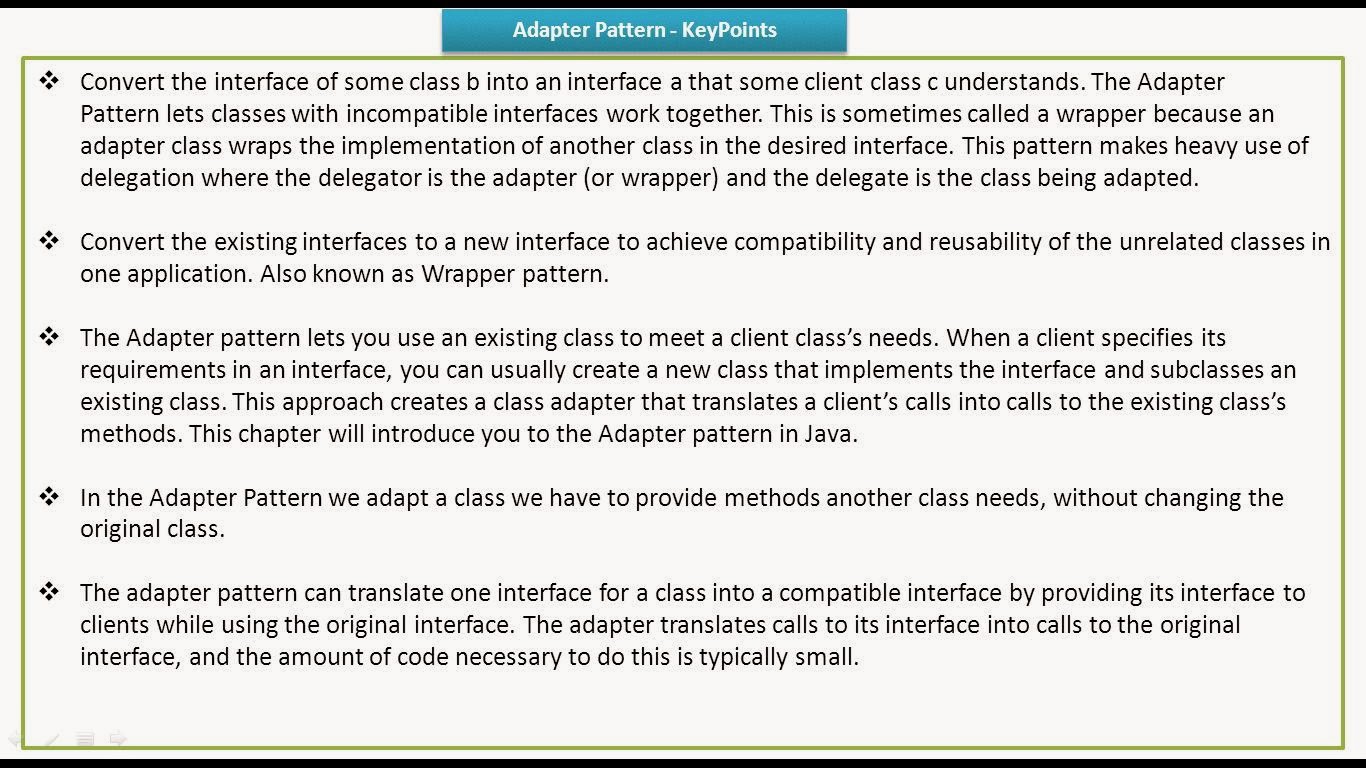 Adapter Pattern - KeyPoints
❖ Convert the interface of some class b into an interface a that some client class c understands. The Adapter
Pattern lets classes with incompatible interfaces work together. This is sometimes called a wrapper because an
adapter class wraps the implementation of another class in the desired interface. This pattern makes heavy use of
delegation where the delegator is the adapter (or wrapper) and the delegate is the class being adapted.
❖ Convert the existing interfaces to a new interface to achieve compatibility and reusability of the unrelated classes in
one application. Also known as Wrapper pattern.
❖ The Adapter pattern lets you use an existing class to meet a client class’s needs. When a client specifies its
requirements in an interface, you can usually create a new class that implements the interface and subclasses an
existing class. This approach creates a class adapter that translates a client’s calls into calls to the existing class’s
methods. This chapter will introduce you to the Adapter pattern in Java.
❖ In the Adapter Pattern we adapt a class we have to provide methods another class needs, without changing the
original class.
❖ The adapter pattern can translate one interface for a class into a compatible interface by providing its interface to
clients while using the original interface. The adapter translates calls to its interface into calls to the original
interface, and the amount of code necessary to do this is typically small.